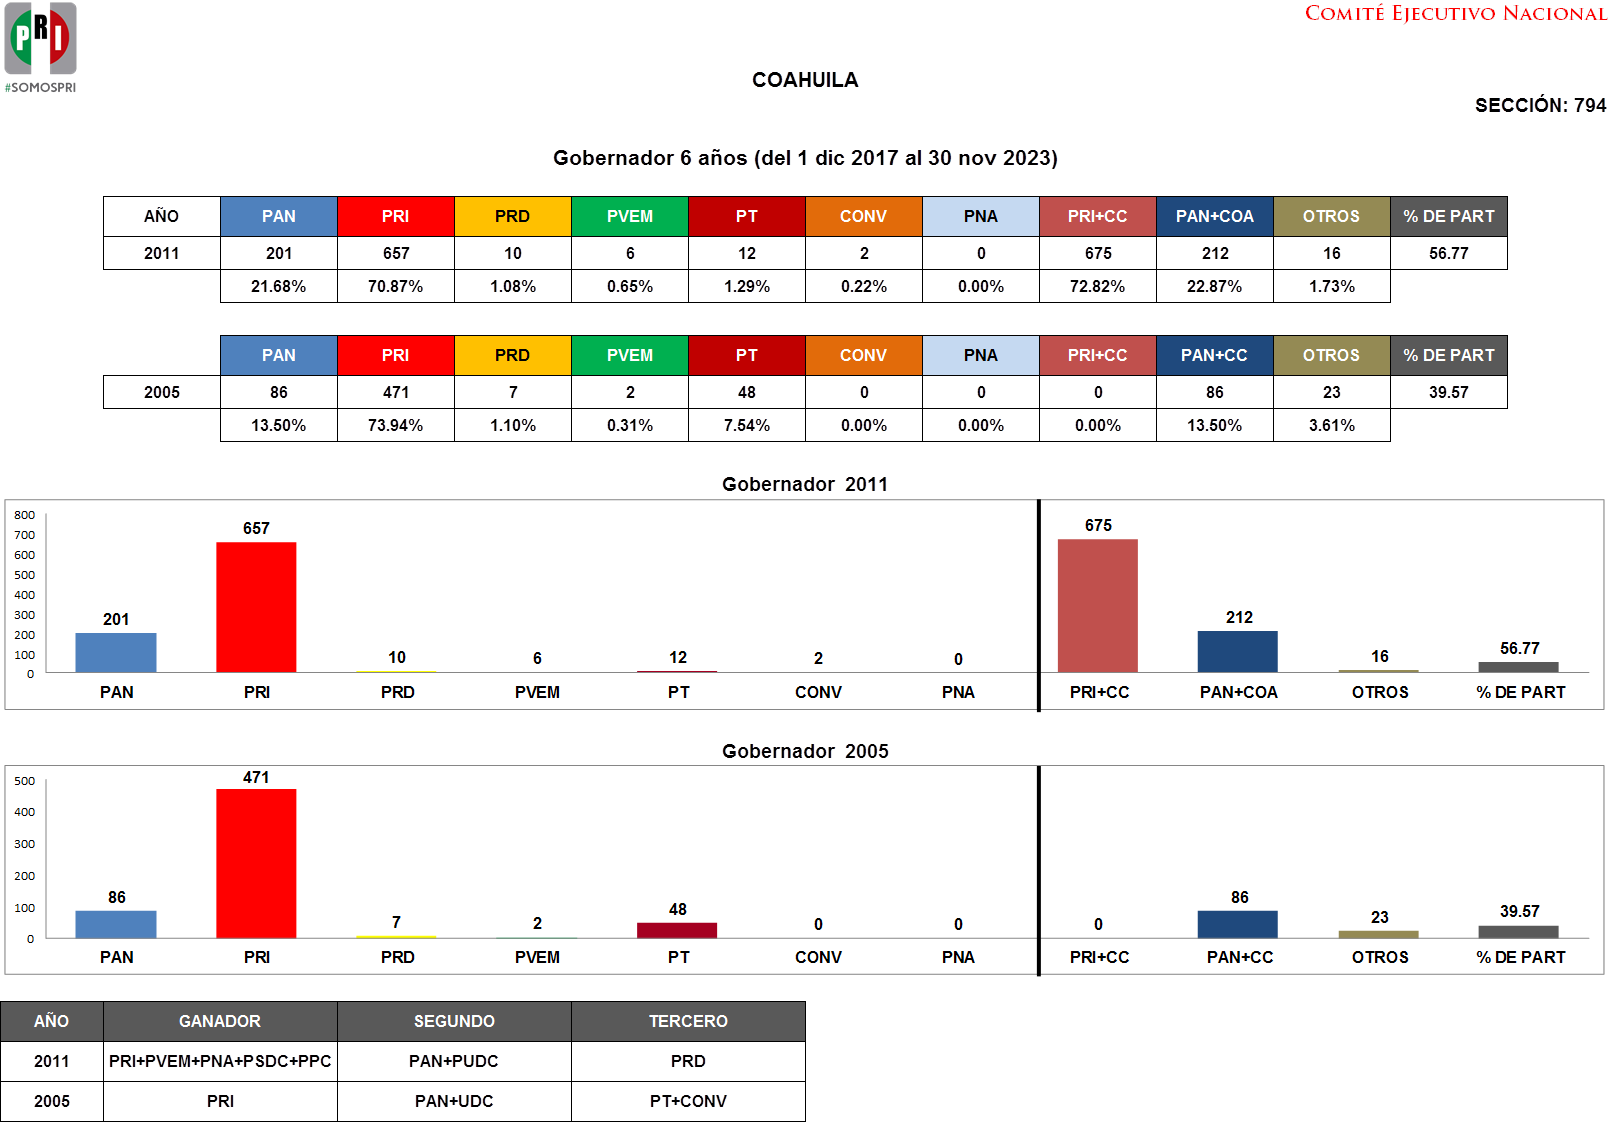 PRI
#SOMOSPRI
COMITÉ EJECUTIVO NACIONAL
COAHUILA
SECCIÓN: 794
Gobernador 6 años (del 1 dic 2017 al 30 nov 2023)
AÑO PAN PRI PRD PVEM PT CONV PNA PRI+CC PAN+COA OTROS % DE PART
2011 201 657 10 6 12 2 0 675 212 16 56.77
21.68% 70.87% 1.08% 0.65% 1.29% 0.22% 0.00% 72.82% 22.87% 1.73%
PAN PRI PRD PVEM PT CONV PNA PRI+CC PAN+CC OTROS % DE PART
2005 86 471 7 2 48 0 0 0 86 23 39.57
13.50% 73.94% 1.10% 0.31% 7.54% 0.00% 0.00% 0.00% 13.50% 3.61%
Gobernador 2011
800
700
600
500
400
300
200
100
0
201 657 10 6 12 2 0 675 212 16 56.77
PAN PRI PRD PVEM PT CONV PNA PRI+CC PAN+COA OTROS % DE PART
Gobernador 2005
500
400
300
200
100
0
86 471 7 2 48 0 0 0 86 23 39.57
PAN PRI PRD PVEM PT CONV PNA PRI+CC PAN+CC OTROS % DE PART
AÑO GANADOR SEGUNDO TERCERO
2011 PRI+PVEM+PNA+PSDC+PPC PAN+PUDC PRD
2005 PRI PAN+UDC PT+CONV